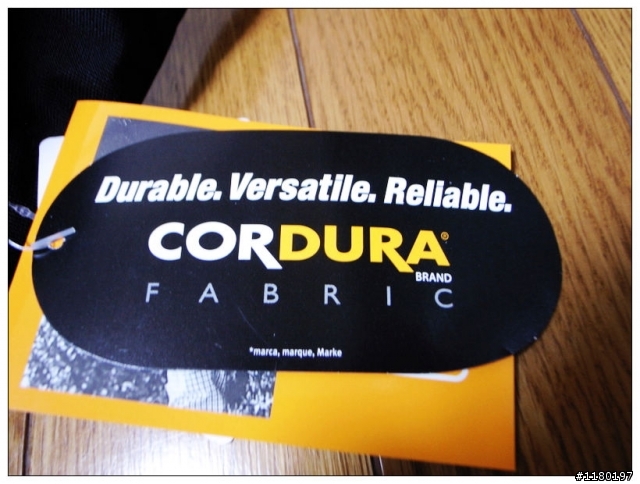 Durable. Versatile. Reliable.
CORDURA®
BRAND
FABRIC
*marca, marque, Marke
#1180197